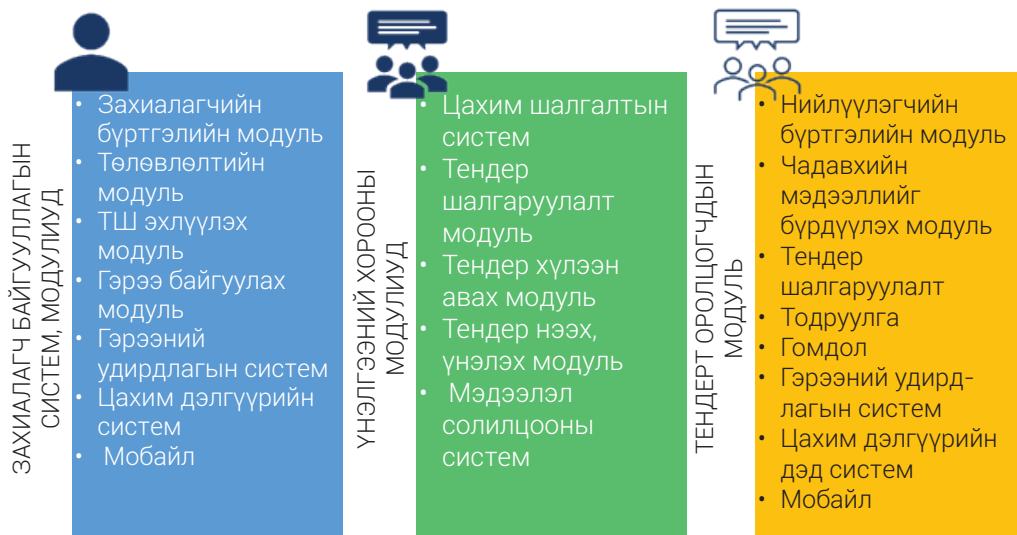 ЗАХИАЛАГЧ БАЙГУУЛЛАГЫН
СИСТЕМ, МОДУЛИУД
• Захиалагчийн
бүртгэлийн модуль
• Төлөвлөлтийн
модуль
• ТШ эхлүүлэх
модуль
• Гэрээ байгуулах
модуль
• Гэрээний
удирдлагын систем
• Цахим дэлгүүрийн
систем
• Мобайл
ҮНЭЛГЭЭНИЙ ХОРООНЫ
МОДУЛИУД
• Цахим шалгалтын
систем
• Тендер
шалгаруулалт
модуль
• Тендер хүлээн
авах модуль
• Тендер нээх,
үнэлэх модуль
• Мэдээлэл
солилцооны
систем
ТЕНДЕРТ ОРОЛЦОГЧДЫН
МОДУЛЬ
• Нийлүүлэгчийн
бүртгэлийн модуль
• Чадавхийн
мэдээллийг
бүрдүүлэх модуль
• Тендер
шалгаруулалт
• Тодруулга
• Гомдол
• Гэрээний удирд-
лагын систем
• Цахим дэлгүүрийн
дэд систем
• Мобайл